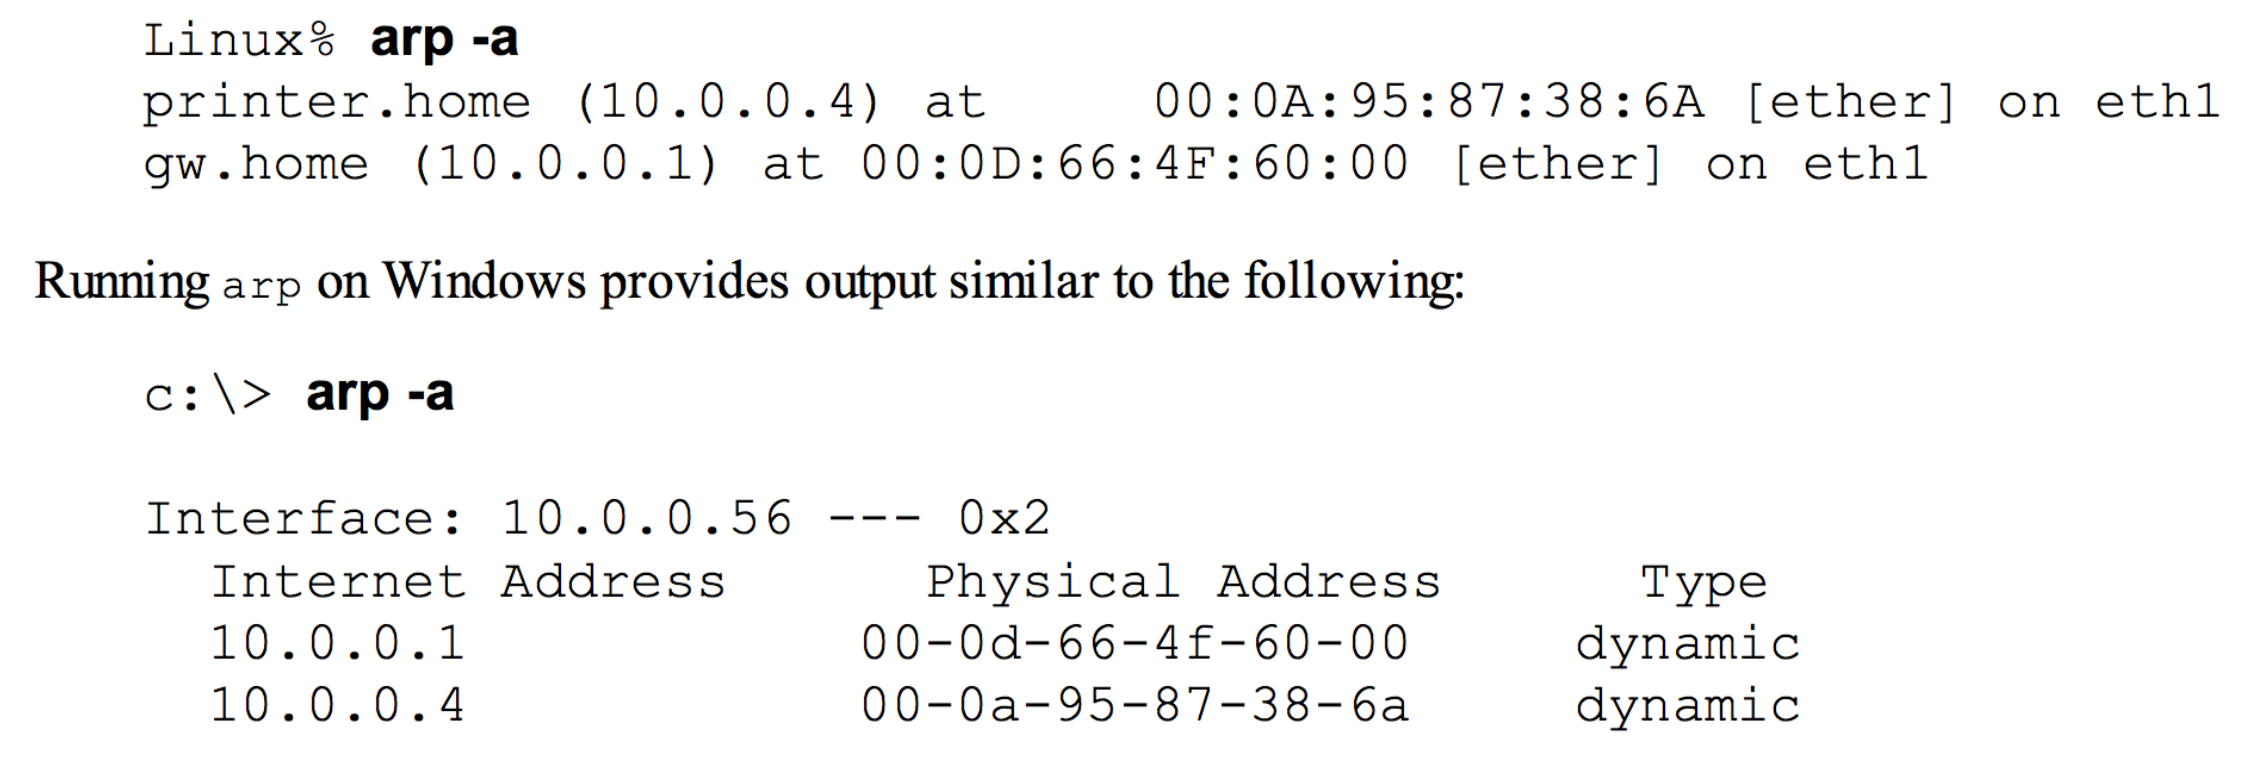 Linux% arp -a
printer.home (10.0.0.4) at     00:0A:95:87:38:6A [ether] on eth1
gw.home (10.0.0.1) at 00:0D:66:4F:60:00 [ether] on eth1
Running arp on Windows provides output similar to the following:
c:\> arp -a
Interface: 10.0.0.56 --- 0x2
  Internet Address      Physical Address      Type
  10.0.0.1            00-0d-66-4f-60-00     dynamic
  10.0.0.4            00-0a-95-87-38-6a     dynamic